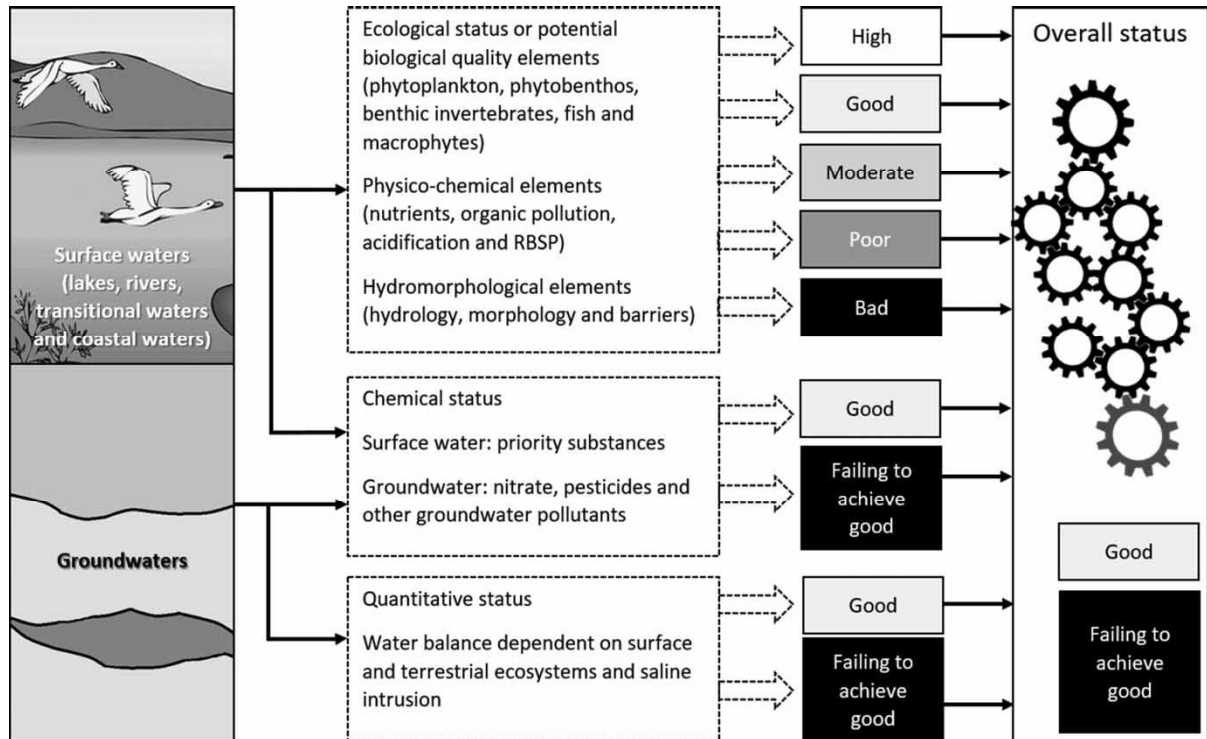 Surface waters
(lakes, rivers,
transitional waters
and coastal waters)
Groundwaters
Ecological status or potential
biological quality elements
(phytoplankton, phytobenthos,
benthic invertebrates, fish and
macrophytes)
Physico-chemical elements
(nutrients, organic pollution,
acidification and RBSP)
Hydromorphological elements
(hydrology, morphology and barriers)
Chemical status
Surface water: priority substances
Groundwater: nitrate, pesticides and
other groundwater pollutants
Quantitative status
Water balance dependent on surface
and terrestrial ecosystems and saline
intrusion
High
Good
Moderate
Poor
Bad
Good
Failing to
achieve
good
Good
Failing to
achieve
good
Overall status
Good
Failing to
achieve
good